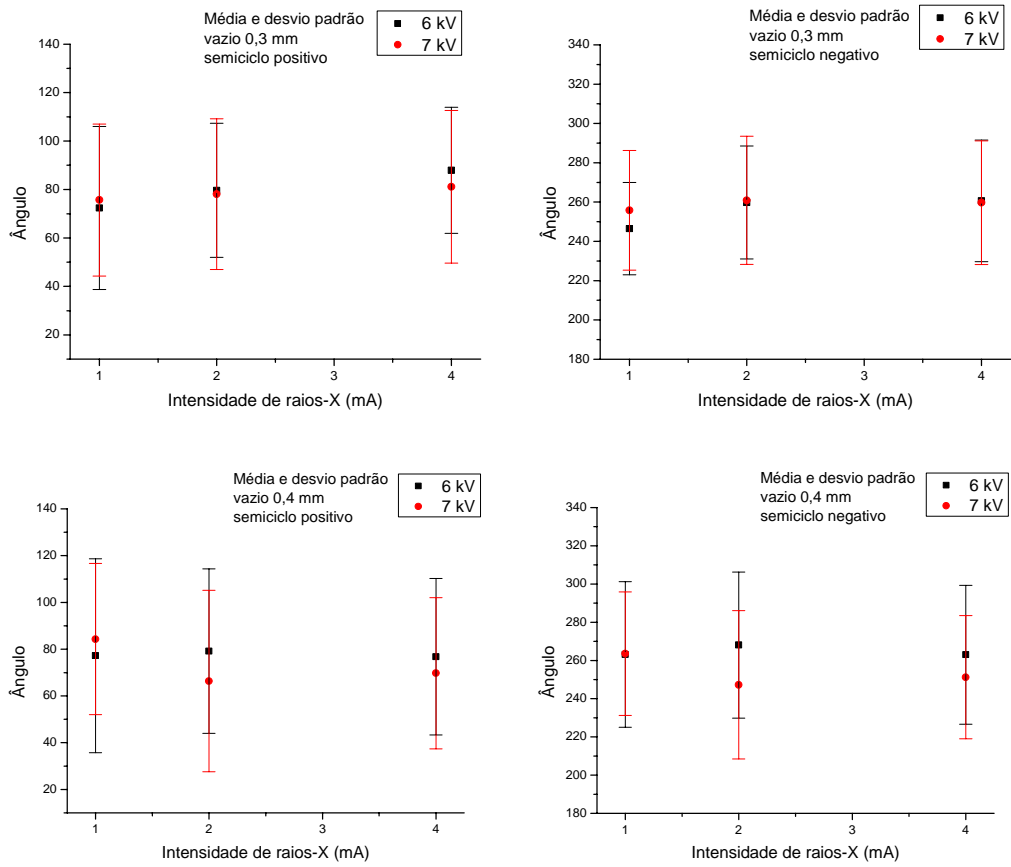 Média e desvio padrão
vazio 0,3 mm
semiciclo positivo
6 kV
7 kV
140
120
100
80
60
40
20
Ângulo
1
2
3
4
Intensidade de raios-X (mA)
Média e desvio padrão
vazio 0,3 mm
semiciclo negativo
6 kV
7 kV
340
320
300
280
260
240
220
200
180
Ângulo
1
2
3
4
Intensidade de raios-X (mA)
Média e desvio padrão
vazio 0,4 mm
semiciclo positivo
6 kV
7 kV
140
120
100
80
60
40
20
Ângulo
1
2
3
4
Intensidade de raios-X (mA)
Média e desvio padrão
vazio 0,4 mm
semiciclo negativo
6 kV
7 kV
340
320
300
280
260
240
220
200
180
Ângulo
1
2
3
4
Intensidade de raios-X (mA)